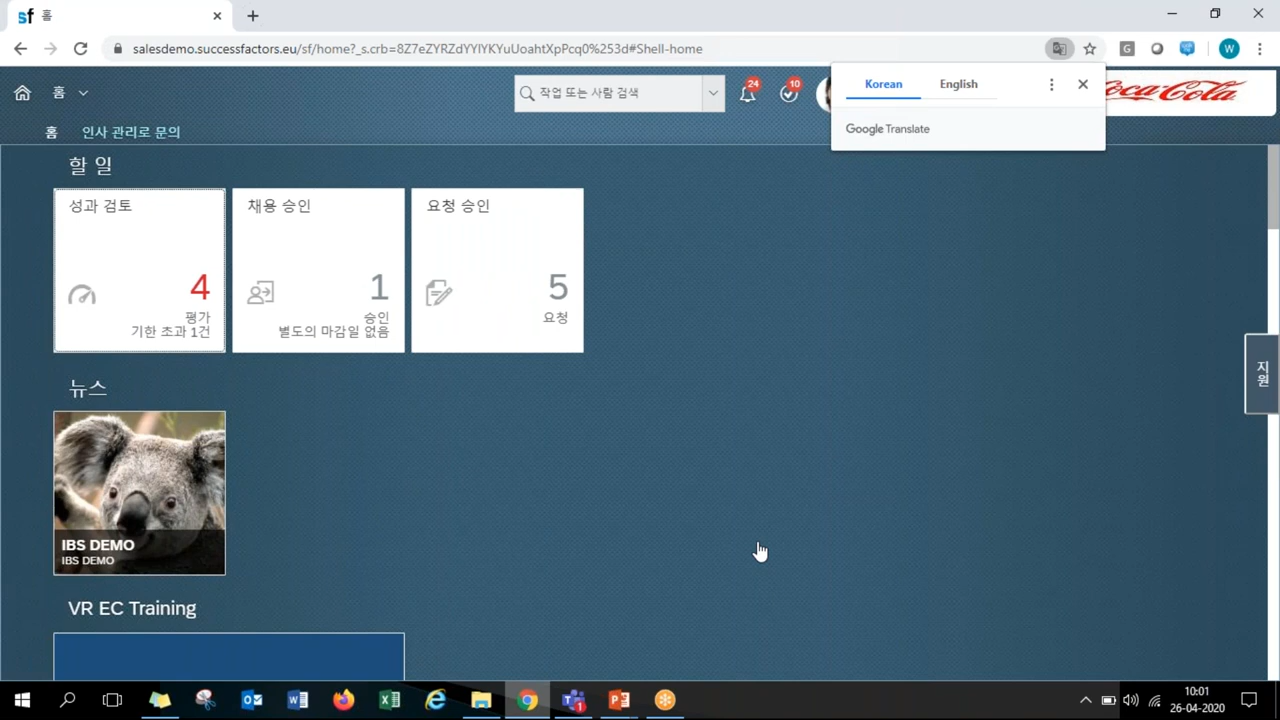 sf 홈
salesdemo.successfactors.eu/sf/home?_s.crb=8Z7eZYRZdYYlYKYuUoahtXpPcq0%253d#Shell-home
G
W
홈
작업 또는 사람 검색
24
10
Korean
English
Google Translate
Coca-Cola
홈
인사 관리로 문의
할 일
성과 검토
4
평가
기한 초과 1건
채용 승인
1
승인
별도의 마감일 없음
요청 승인
5
요청
지원
뉴스
IBS DEMO
IBS DEMO
VR EC Training
10:01
26-04-2020